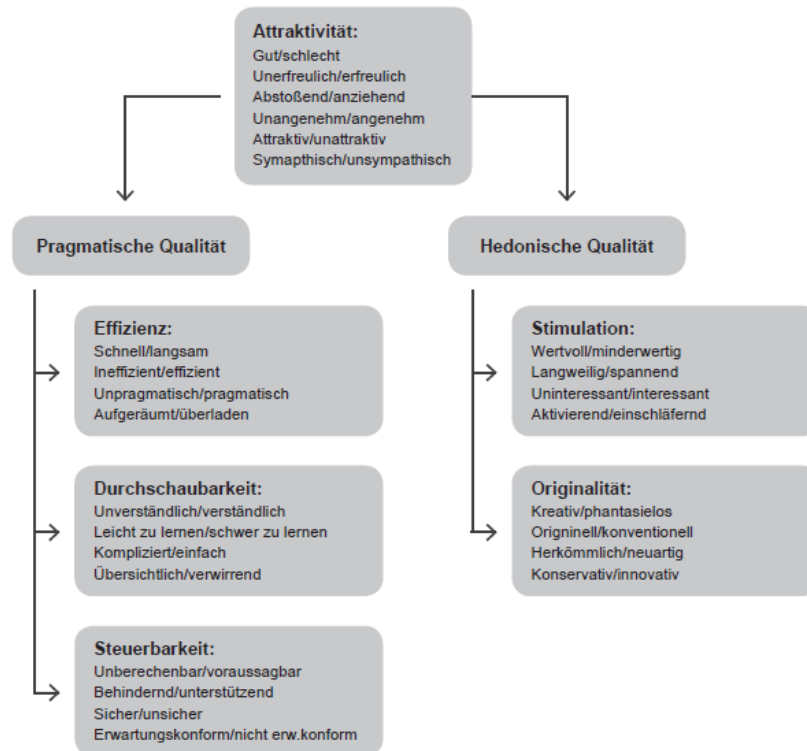 Attraktivität:
Gut/schlecht
Unerfreulich/erfreulich
Abstoßend/anziehend
Unangenehm/angenehm
Attraktiv/unattraktiv
Symapthisch/unsympathisch
Pragmatische Qualität
Hedonische Qualität
Effizienz:
Schnell/langsam
Ineffizient/effizient
Unpragmatisch/pragmatisch
Aufgeräumt/überladen
Stimulation:
Wertvoll/minderwertig
Langweilig/spannend
Uninteressant/interessant
Aktivierend/einschläfernd
Durchschaubarkeit:
Unverständlich/verständlich
Leicht zu lernen/schwer zu lernen
Kompliziert/einfach
Übersichtlich/verwirrend
Originalität:
Kreativ/phantasielos
Origninell/konventionell
Herkömmlich/neuartig
Konservativ/innovativ
Steuerbarkeit:
Unberechenbar/voraussagbar
Behindernd/unterstützend
Sicher/unsicher
Erwartungskonform/nicht erw.konform